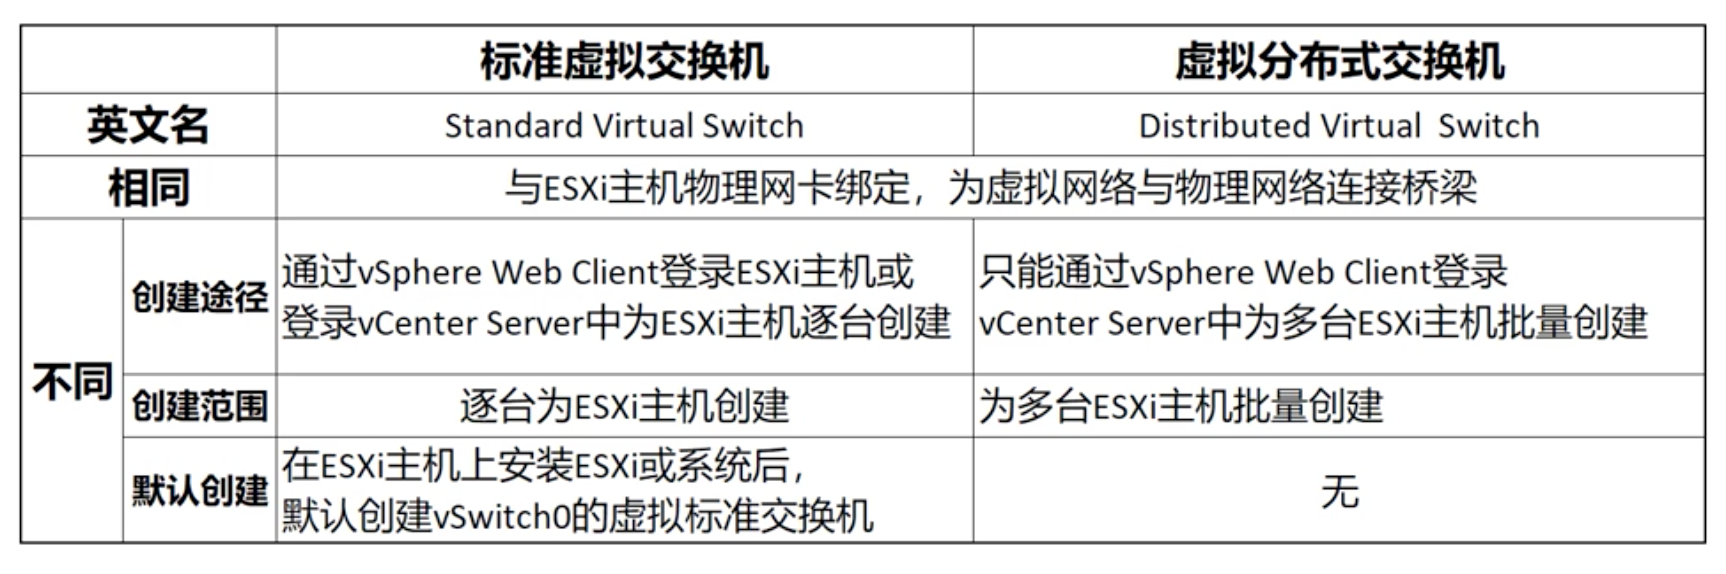 标准虚拟交换机 虚拟分布式交换机
英文名 Standard Virtual Switch Distributed Virtual Switch
相同 与ESXi主机物理网卡绑定，为虚拟网络与物理网络连接桥梁
不同
创建途径
通过vSphere Web Client登录ESXi主机或
登录vCenter Server中为ESXi主机逐台创建
只能通过vSphere Web Client登录
vCenter Server中为多台ESXi主机批量创建
创建范围 逐台为ESXi主机创建 为多台ESXi主机批量创建
默认创建
在ESXi主机上安装ESXi或系统后，
默认创建vSwitch0的虚拟标准交换机
无